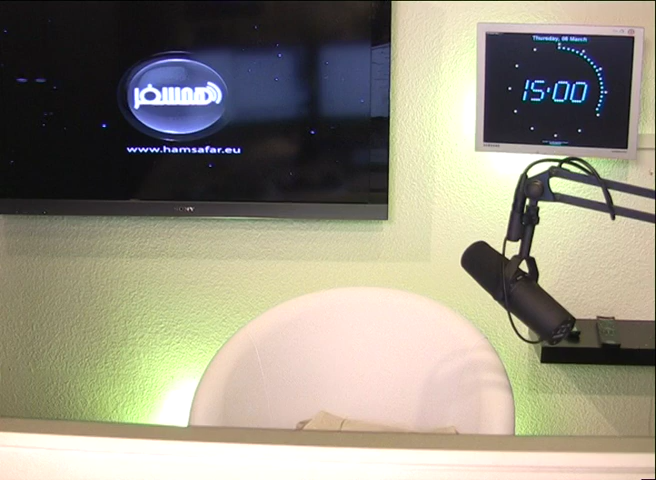 همسفر
www.hamsafar.eu
SONY
Thursday, 08 March
15:00